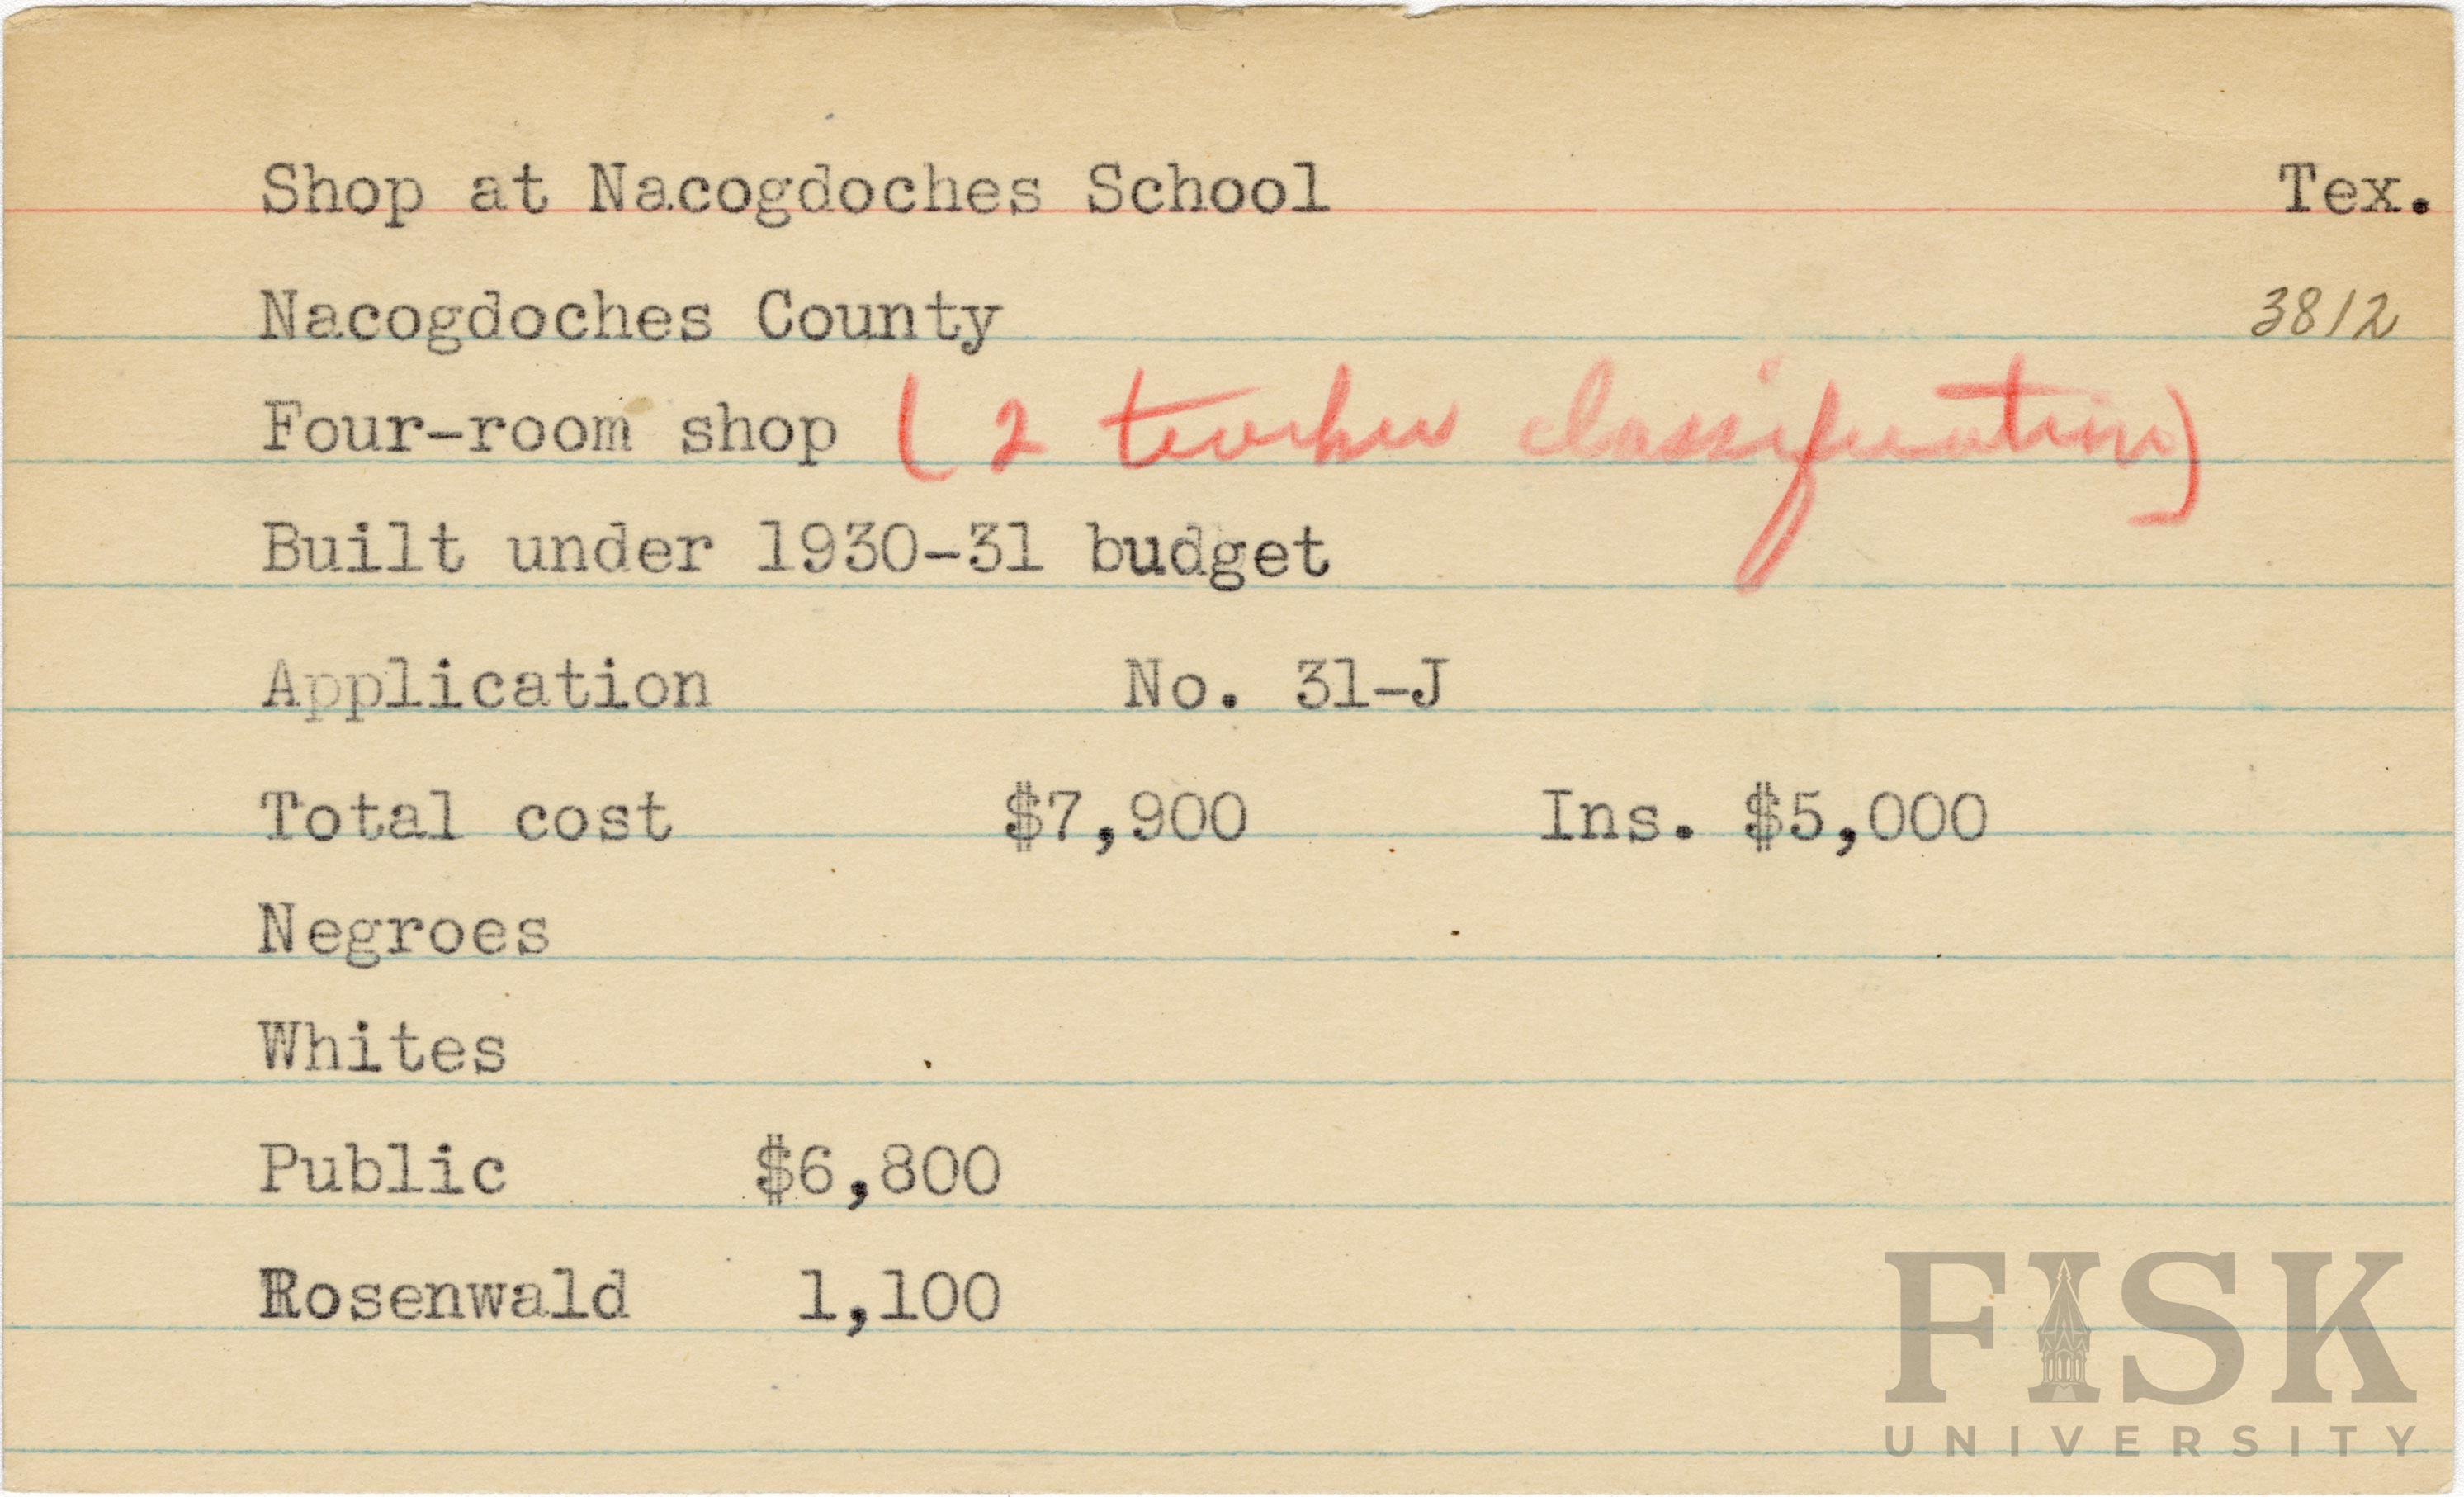 Shop at Nacogdoches School Tex.
Nacogdoches County 3812
Four-room shop (2 teacher classification)
Built under 1930-31 budget
Application No. 31-J
Total cost $7,900 Ins. $5,000
Negroes
Whites
Public $6,800
Rosenwald 1,100
FISK
UNIVERSITY